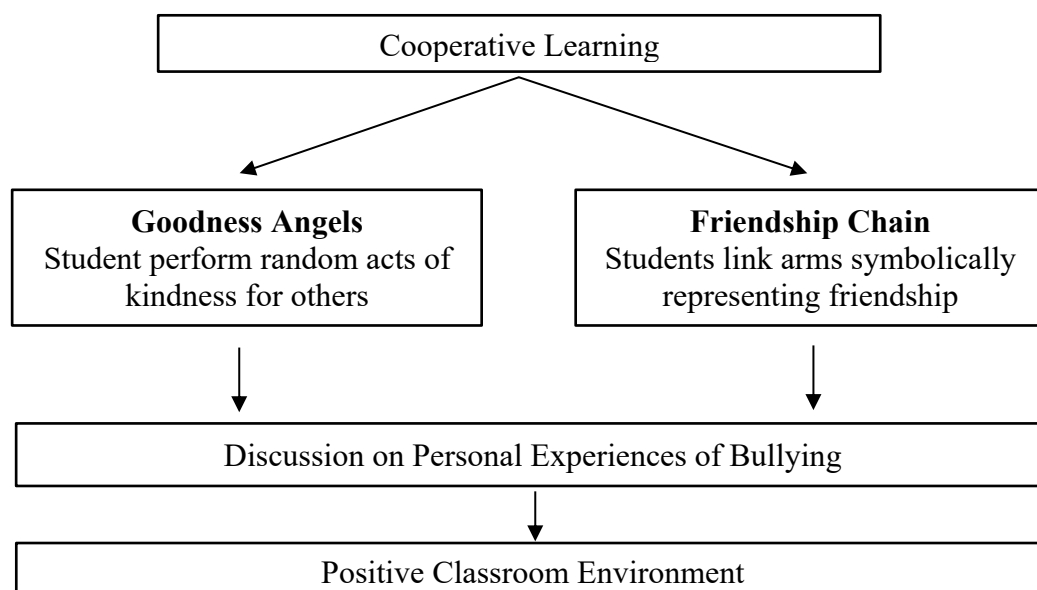 Cooperative Learning
Goodness Angels
Student perform random acts of
kindness for others
Friendship Chain
Students link arms symbolically
representing friendship
Discussion on Personal Experiences of Bullying
Positive Classroom Environment